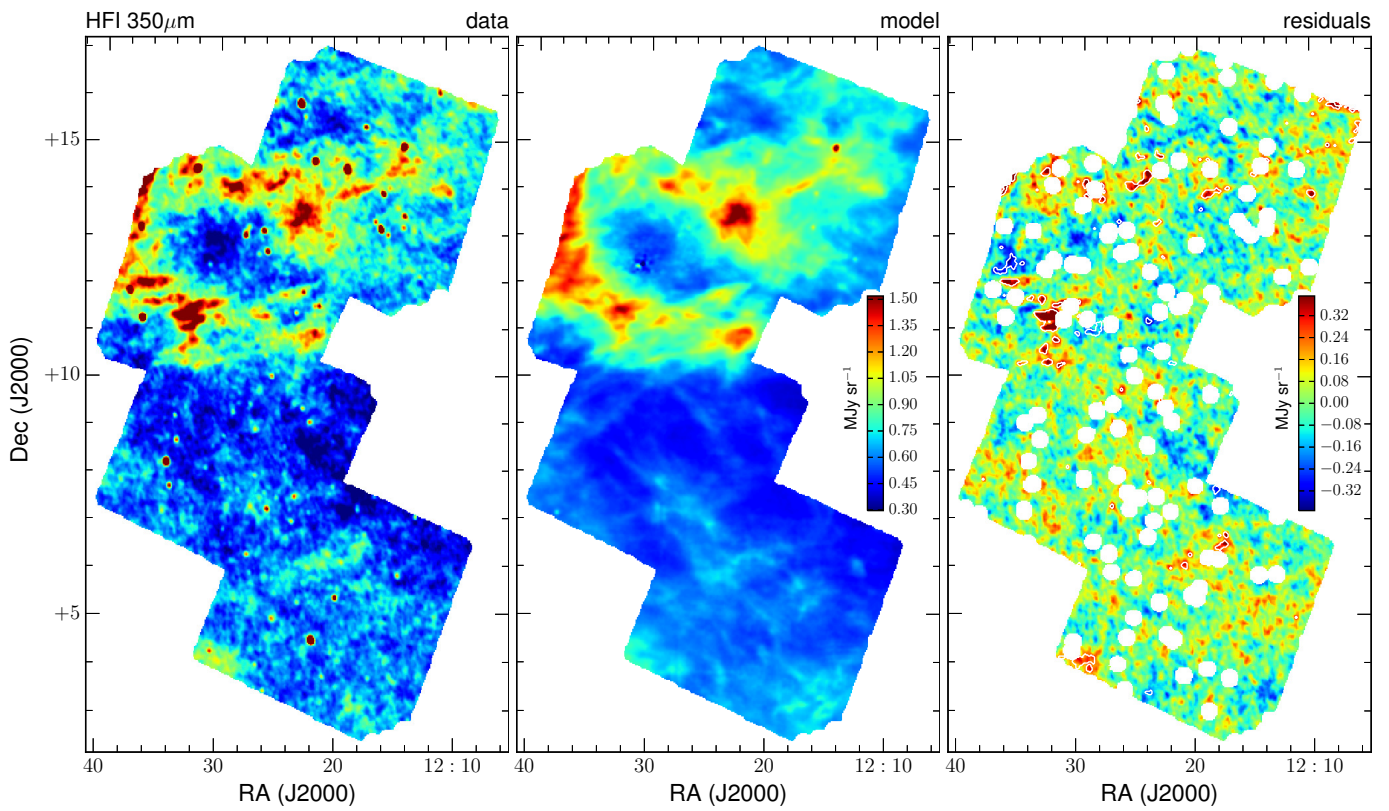 HFI 350μm data
model
residuals
Dec (J2000)
+15
+10
+5
MJy sr⁻¹
1.50
1.35
1.20
1.05
0.90
0.75
0.60
0.45
0.30
MJy sr⁻¹
0.32
0.24
0.16
0.08
0.00
−0.08
−0.16
−0.24
−0.32
40 30 20 12 : 10
40 30 20 12 : 10
40 30 20 12 : 10
RA (J2000)
RA (J2000)
RA (J2000)